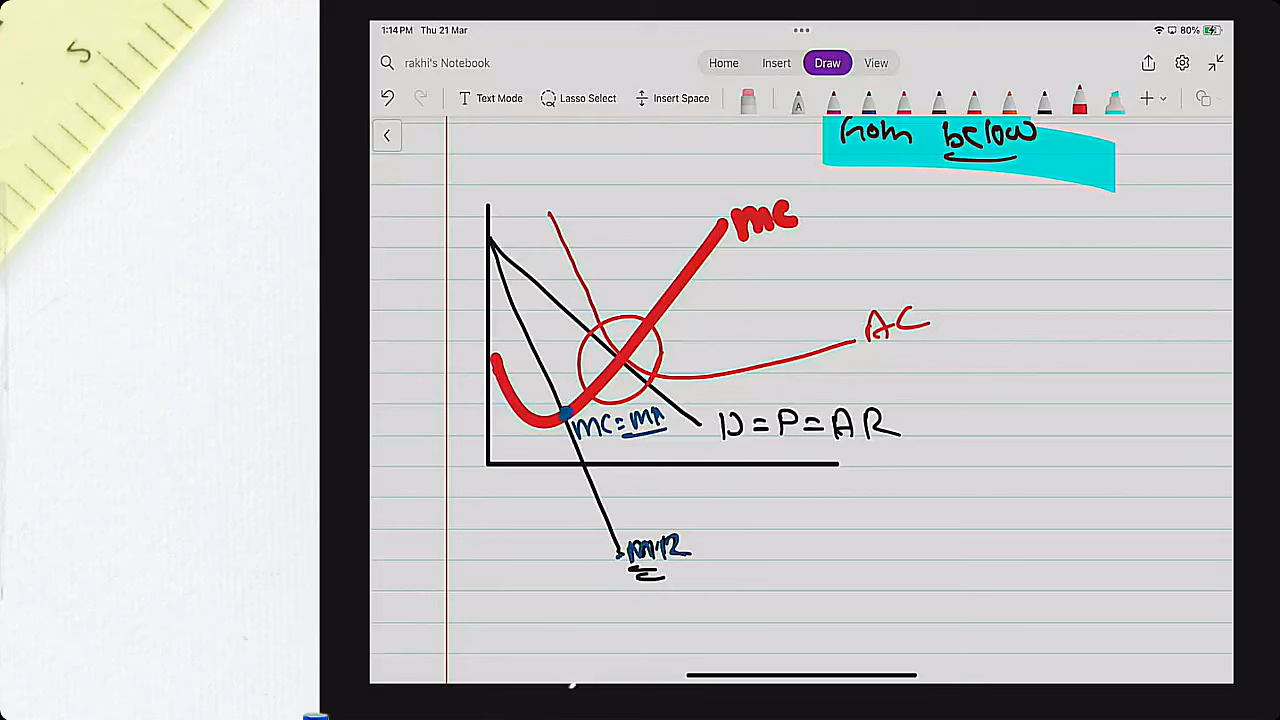 5
1:14 PM Thu 21 Mar
80%
rakhi's Notebook
Home Insert Draw View
Text Mode Lasso Select Insert Space
A
from below
MC
AC
MC = MR
D = P = AR
MR